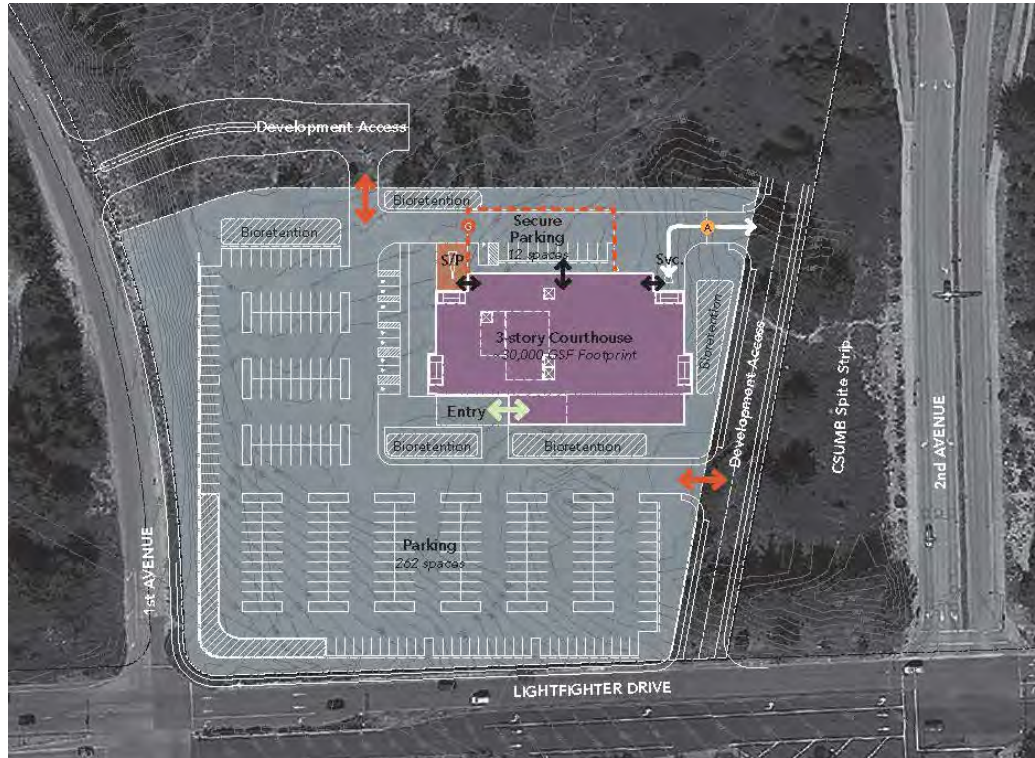 Development Access
Bioretention
Bioretention
G
Secure
Parking
12 spaces
A
S/P
Svc.
Bioretention
3-story Courthouse
30,000 GSF Footprint
Development Access
CSUMB Spite Strip
2nd AVENUE
Entry
Bioretention
Bioretention
1st AVENUE
Parking
262 spaces
LIGHTFIGHTER DRIVE